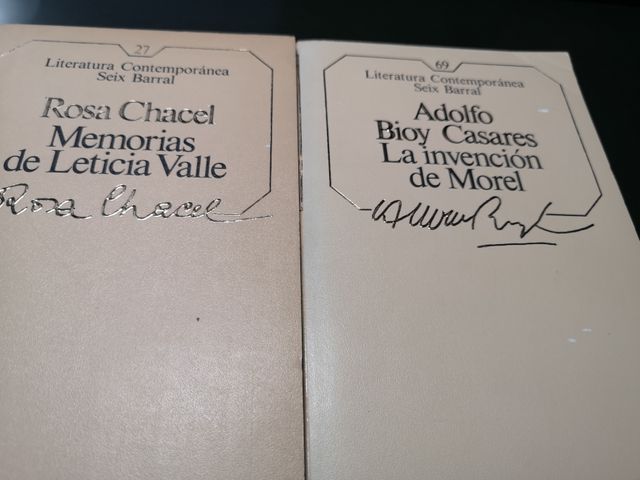 27
Literatura Contemporánea
Seix Barral
Rosa Chacel
Memorias
de Leticia Valle
Rosa Chacel
69
Literatura Contemporánea
Seix Barral
Adolfo
Bioy Casares
La invención
de Morel